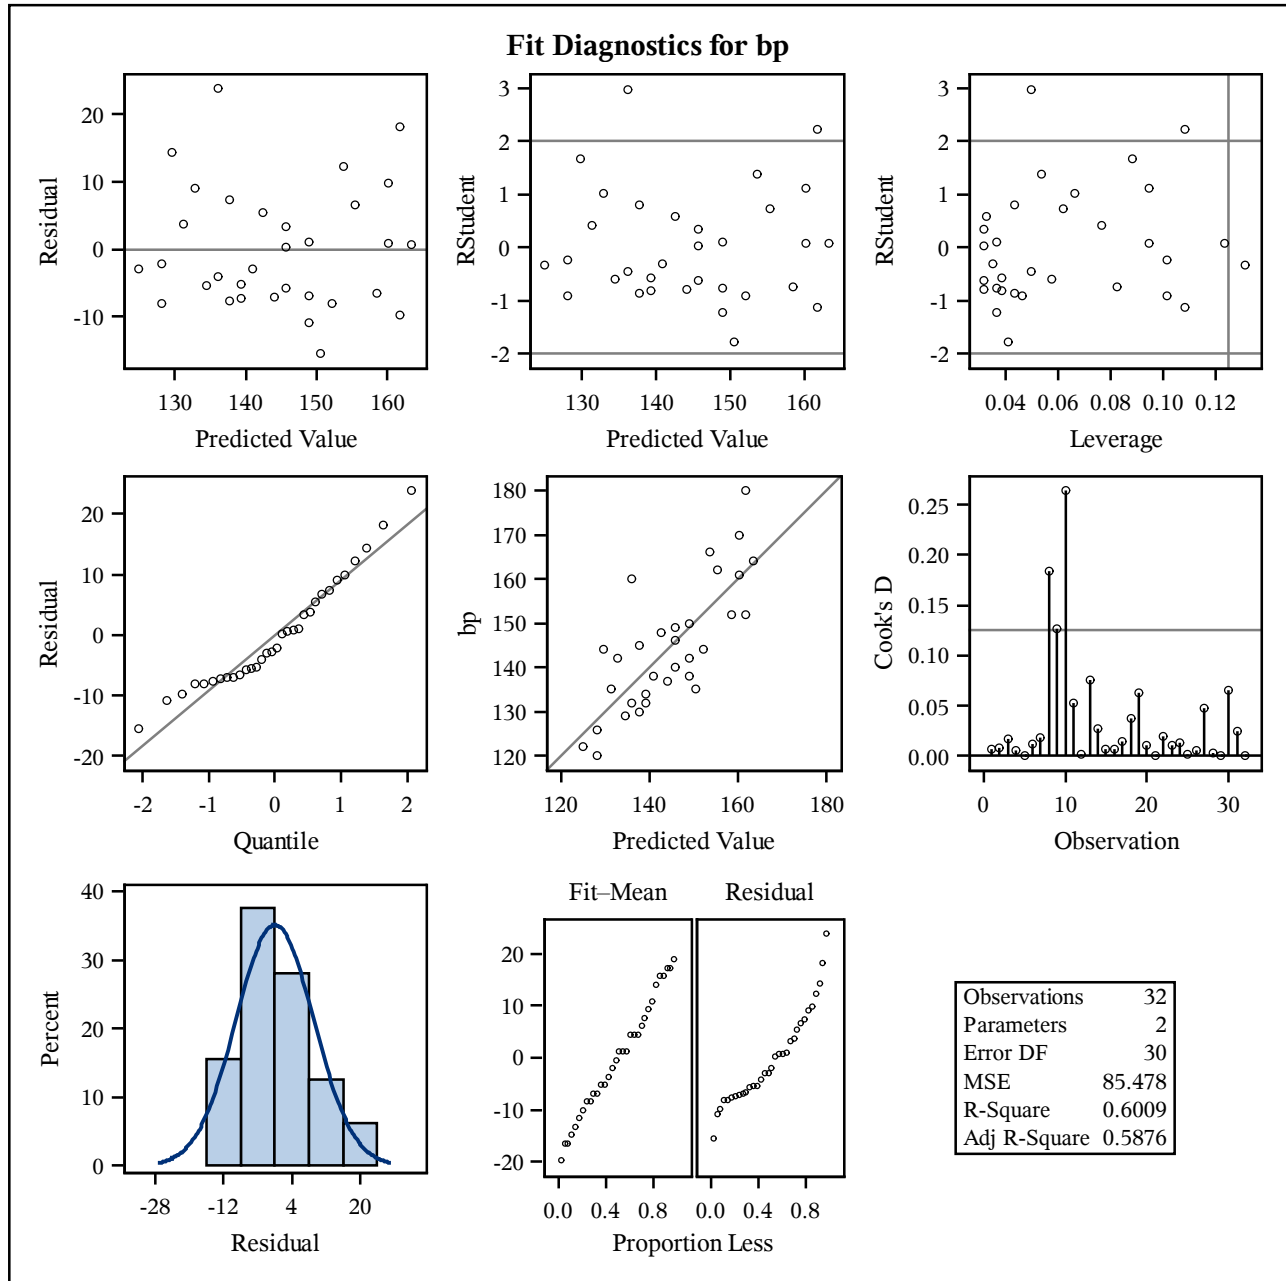 Fit Diagnostics for bp
20
10
0
-10
Residual
130 140 150 160
Predicted Value
3
2
1
0
-1
-2
RStudent
130 140 150 160
Predicted Value
3
2
1
0
-1
-2
RStudent
0.04 0.06 0.08 0.10 0.12
Leverage
20
10
0
-10
-20
Residual
-2 -1 0 1 2
Quantile
180
170
160
150
140
130
120
bp
120 140 160 180
Predicted Value
0.25
0.20
0.15
0.10
0.05
0.00
Cook's D
0 10 20 30
Observation
40
30
20
10
0
Percent
-28 -12 4 20
Residual
Fit–Mean Residual
20
10
0
-10
-20
0.0 0.4 0.8 0.0 0.4 0.8
Proportion Less
Observations 32
Parameters 2
Error DF 30
MSE 85.478
R-Square 0.6009
Adj R-Square 0.5876